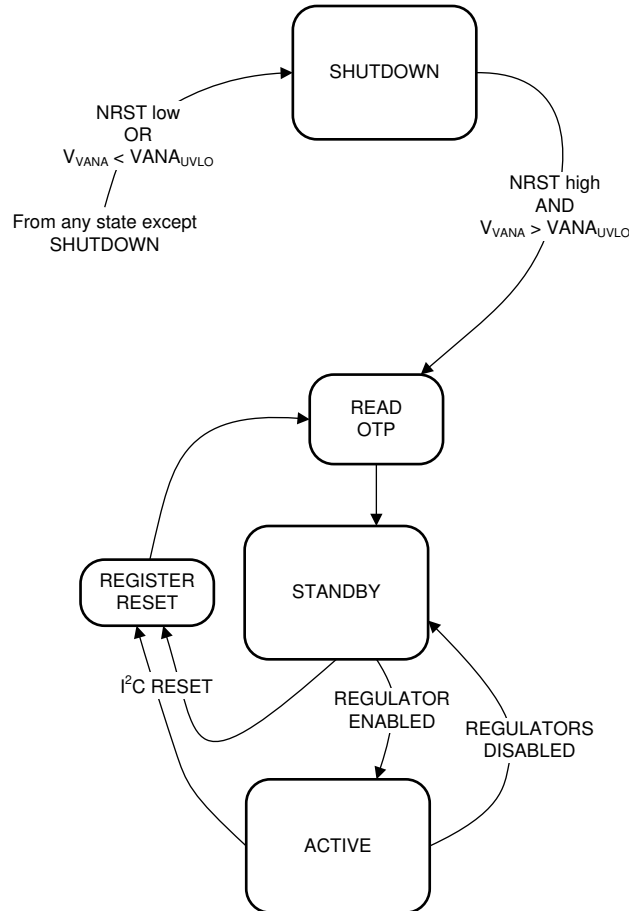 SHUTDOWN
NRST low
OR
V_VANA < VANA_UVLO
From any state except
SHUTDOWN
NRST high
AND
V_VANA > VANA_UVLO
READ
OTP
REGISTER
RESET
STANDBY
I²C RESET
REGULATOR
ENABLED
REGULATORS
DISABLED
ACTIVE